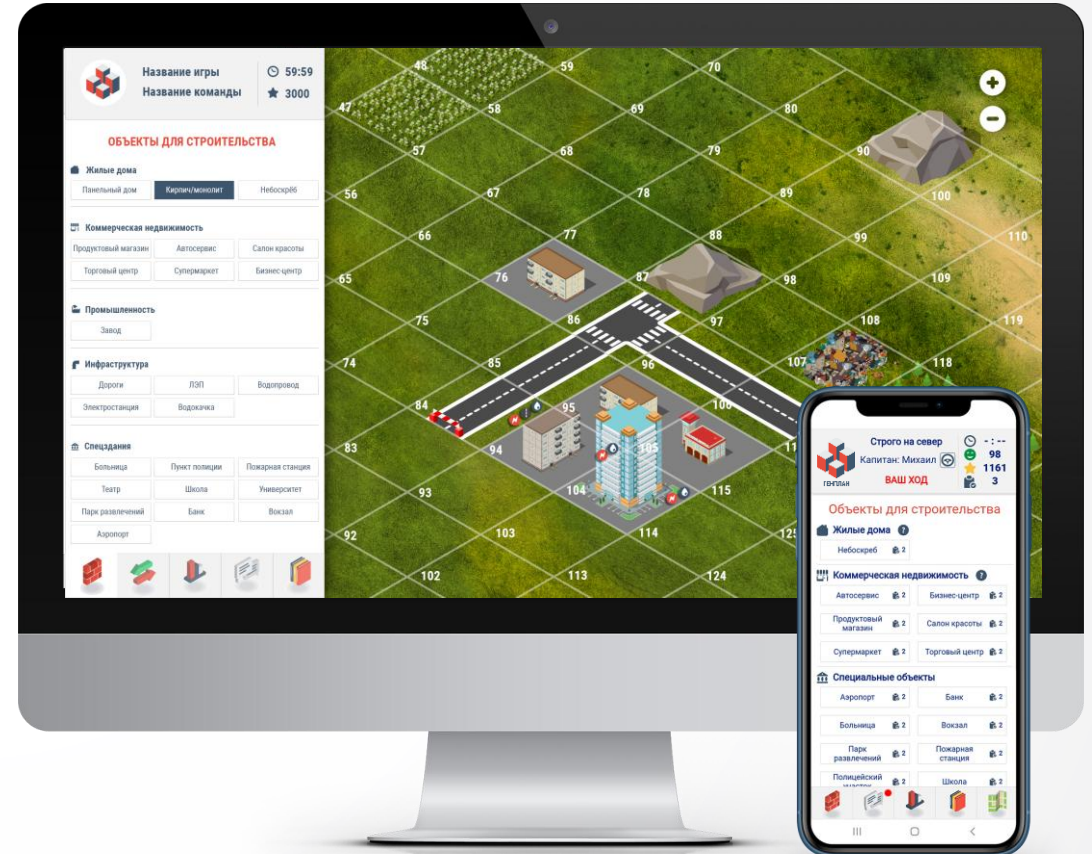 Название игры
59:59
Название команды
3000
ОБЪЕКТЫ ДЛЯ СТРОИТЕЛЬСТВА
Жилые дома
Панельный дом Кирпич/монолит Небоскрёб
Коммерческая недвижимость
Продуктовый магазин Автосервис Салон красоты
Торговый центр Супермаркет Бизнес-центр
Промышленность
Завод
Инфраструктура
Дороги ЛЭП Водопровод
Электростанция Водокачка
Спецздания
Больница Пункт полиции Пожарная станция
Театр Школа Университет
Парк развлечений Банк Вокзал
Аэропорт
48 59 70
47 58 69 80
57 68 79 90
56 67 78 89 100
66 77 88 99 110
65 76 87 98 109
75 86 97 108 119
74 85 96 107 118
84 95 106
83 94 105
93 104 115
92 103 114
102 113 124
Строго на север
- : - -
Капитан: Михаил
98
1161
ГЕНПЛАН
ВАШ ХОД
3
Объекты для строительства
Жилые дома ?
Небоскреб 2
Коммерческая недвижимость ?
Автосервис 2 Бизнес-центр 2
Продуктовый магазин 2 Салон красоты 2
Супермаркет 2 Торговый центр 2
Специальные объекты
Аэропорт 2 Банк 2
Больница 2 Вокзал 2
Парк развлечений 2 Пожарная станция 2
Полицейский 2 Школа 2